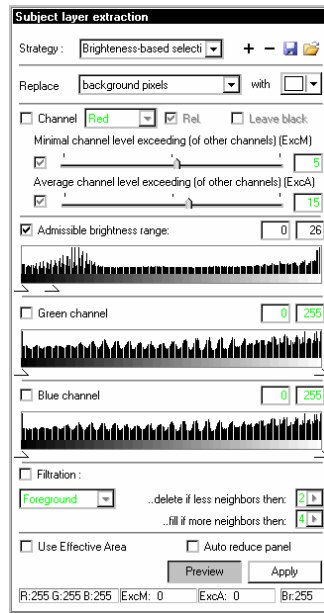 Subject layer extraction
Strategy : Brighteness-based selecti
Replace background pixels with
Channel Red Rel. Leave black
Minimal channel level exceeding (of other channels) (ExcM)
5
Average channel level exceeding (of other channels) (ExcA)
15
Admissible brightness range: 0 26
Green channel 0 255
Blue channel 0 255
Filtration :
Foreground ..delete if less neighbors then: 2
..fill if more neighbors then: 4
Use Effective Area Auto reduce panel
Preview Apply
R:255 G:255 B:255 ExcM: 0 ExcA: 0 Br:255